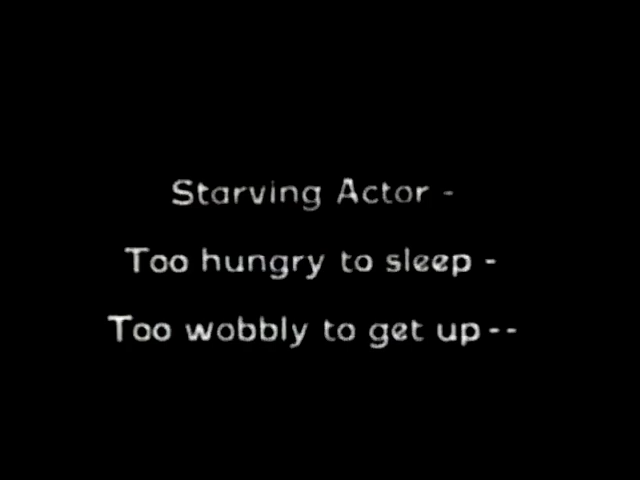 Starving Actor -
Too hungry to sleep -
Too wobbly to get up --